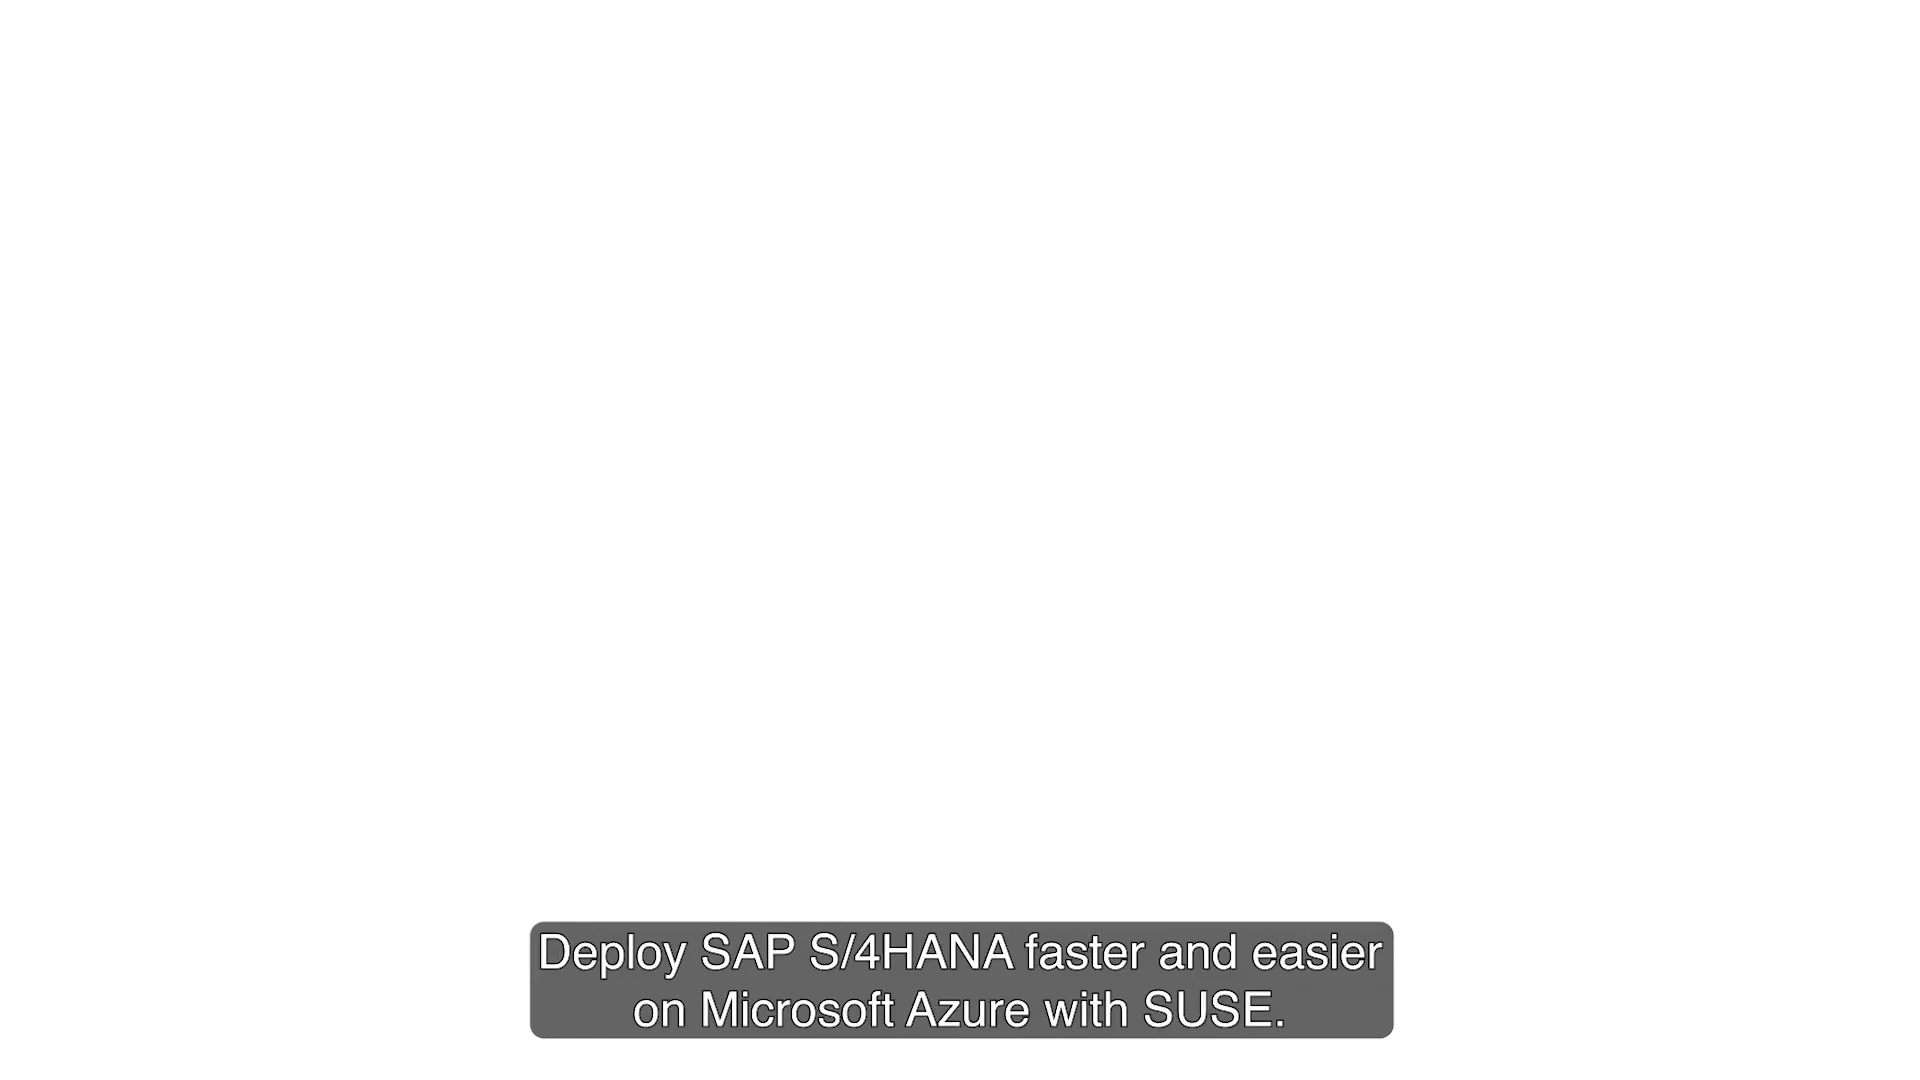 Deploy SAP S/4HANA faster and easier
on Microsoft Azure with SUSE.